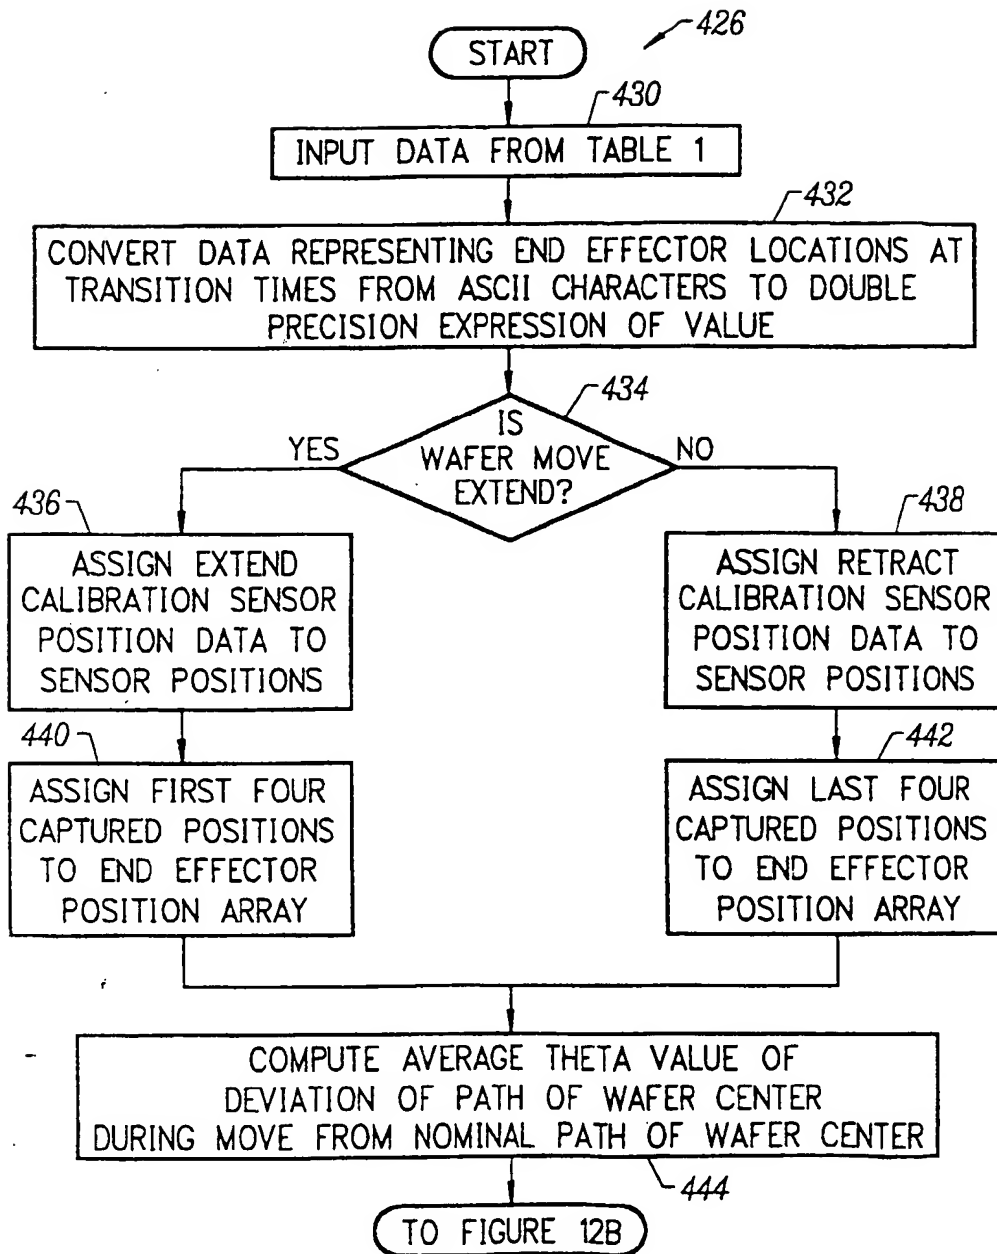 426
START
430
INPUT DATA FROM TABLE 1
432
CONVERT DATA REPRESENTING END EFFECTOR LOCATIONS AT
TRANSITION TIMES FROM ASCII CHARACTERS TO DOUBLE
PRECISION EXPRESSION OF VALUE
434
IS
WAFER MOVE
EXTEND?
YES
NO
436
ASSIGN EXTEND
CALIBRATION SENSOR
POSITION DATA TO
SENSOR POSITIONS
438
ASSIGN RETRACT
CALIBRATION SENSOR
POSITION DATA TO
SENSOR POSITIONS
440
ASSIGN FIRST FOUR
CAPTURED POSITIONS
TO END EFFECTOR
POSITION ARRAY
442
ASSIGN LAST FOUR
CAPTURED POSITIONS
TO END EFFECTOR
POSITION ARRAY
COMPUTE AVERAGE THETA VALUE OF
DEVIATION OF PATH OF WAFER CENTER
DURING MOVE FROM NOMINAL PATH OF WAFER CENTER
444
TO FIGURE 12B